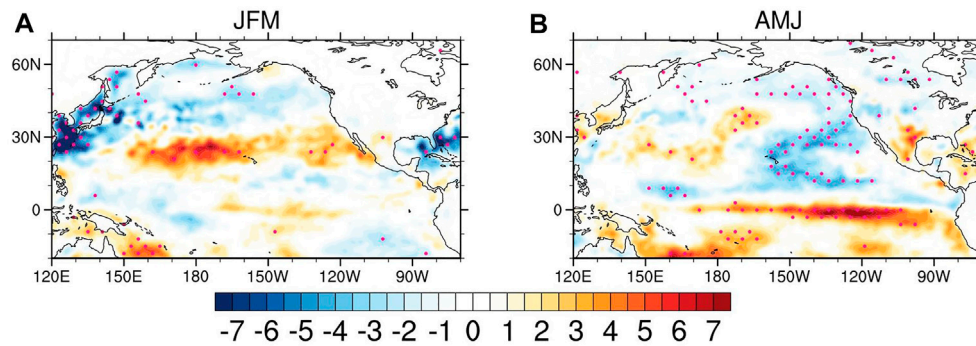 A JFM B AMJ
60N 60N
30N 30N
0 0
120E 150E 180 150W 120W 90W 120E 150E 180 150W 120W 90W
-7 -6 -5 -4 -3 -2 -1 0 1 2 3 4 5 6 7